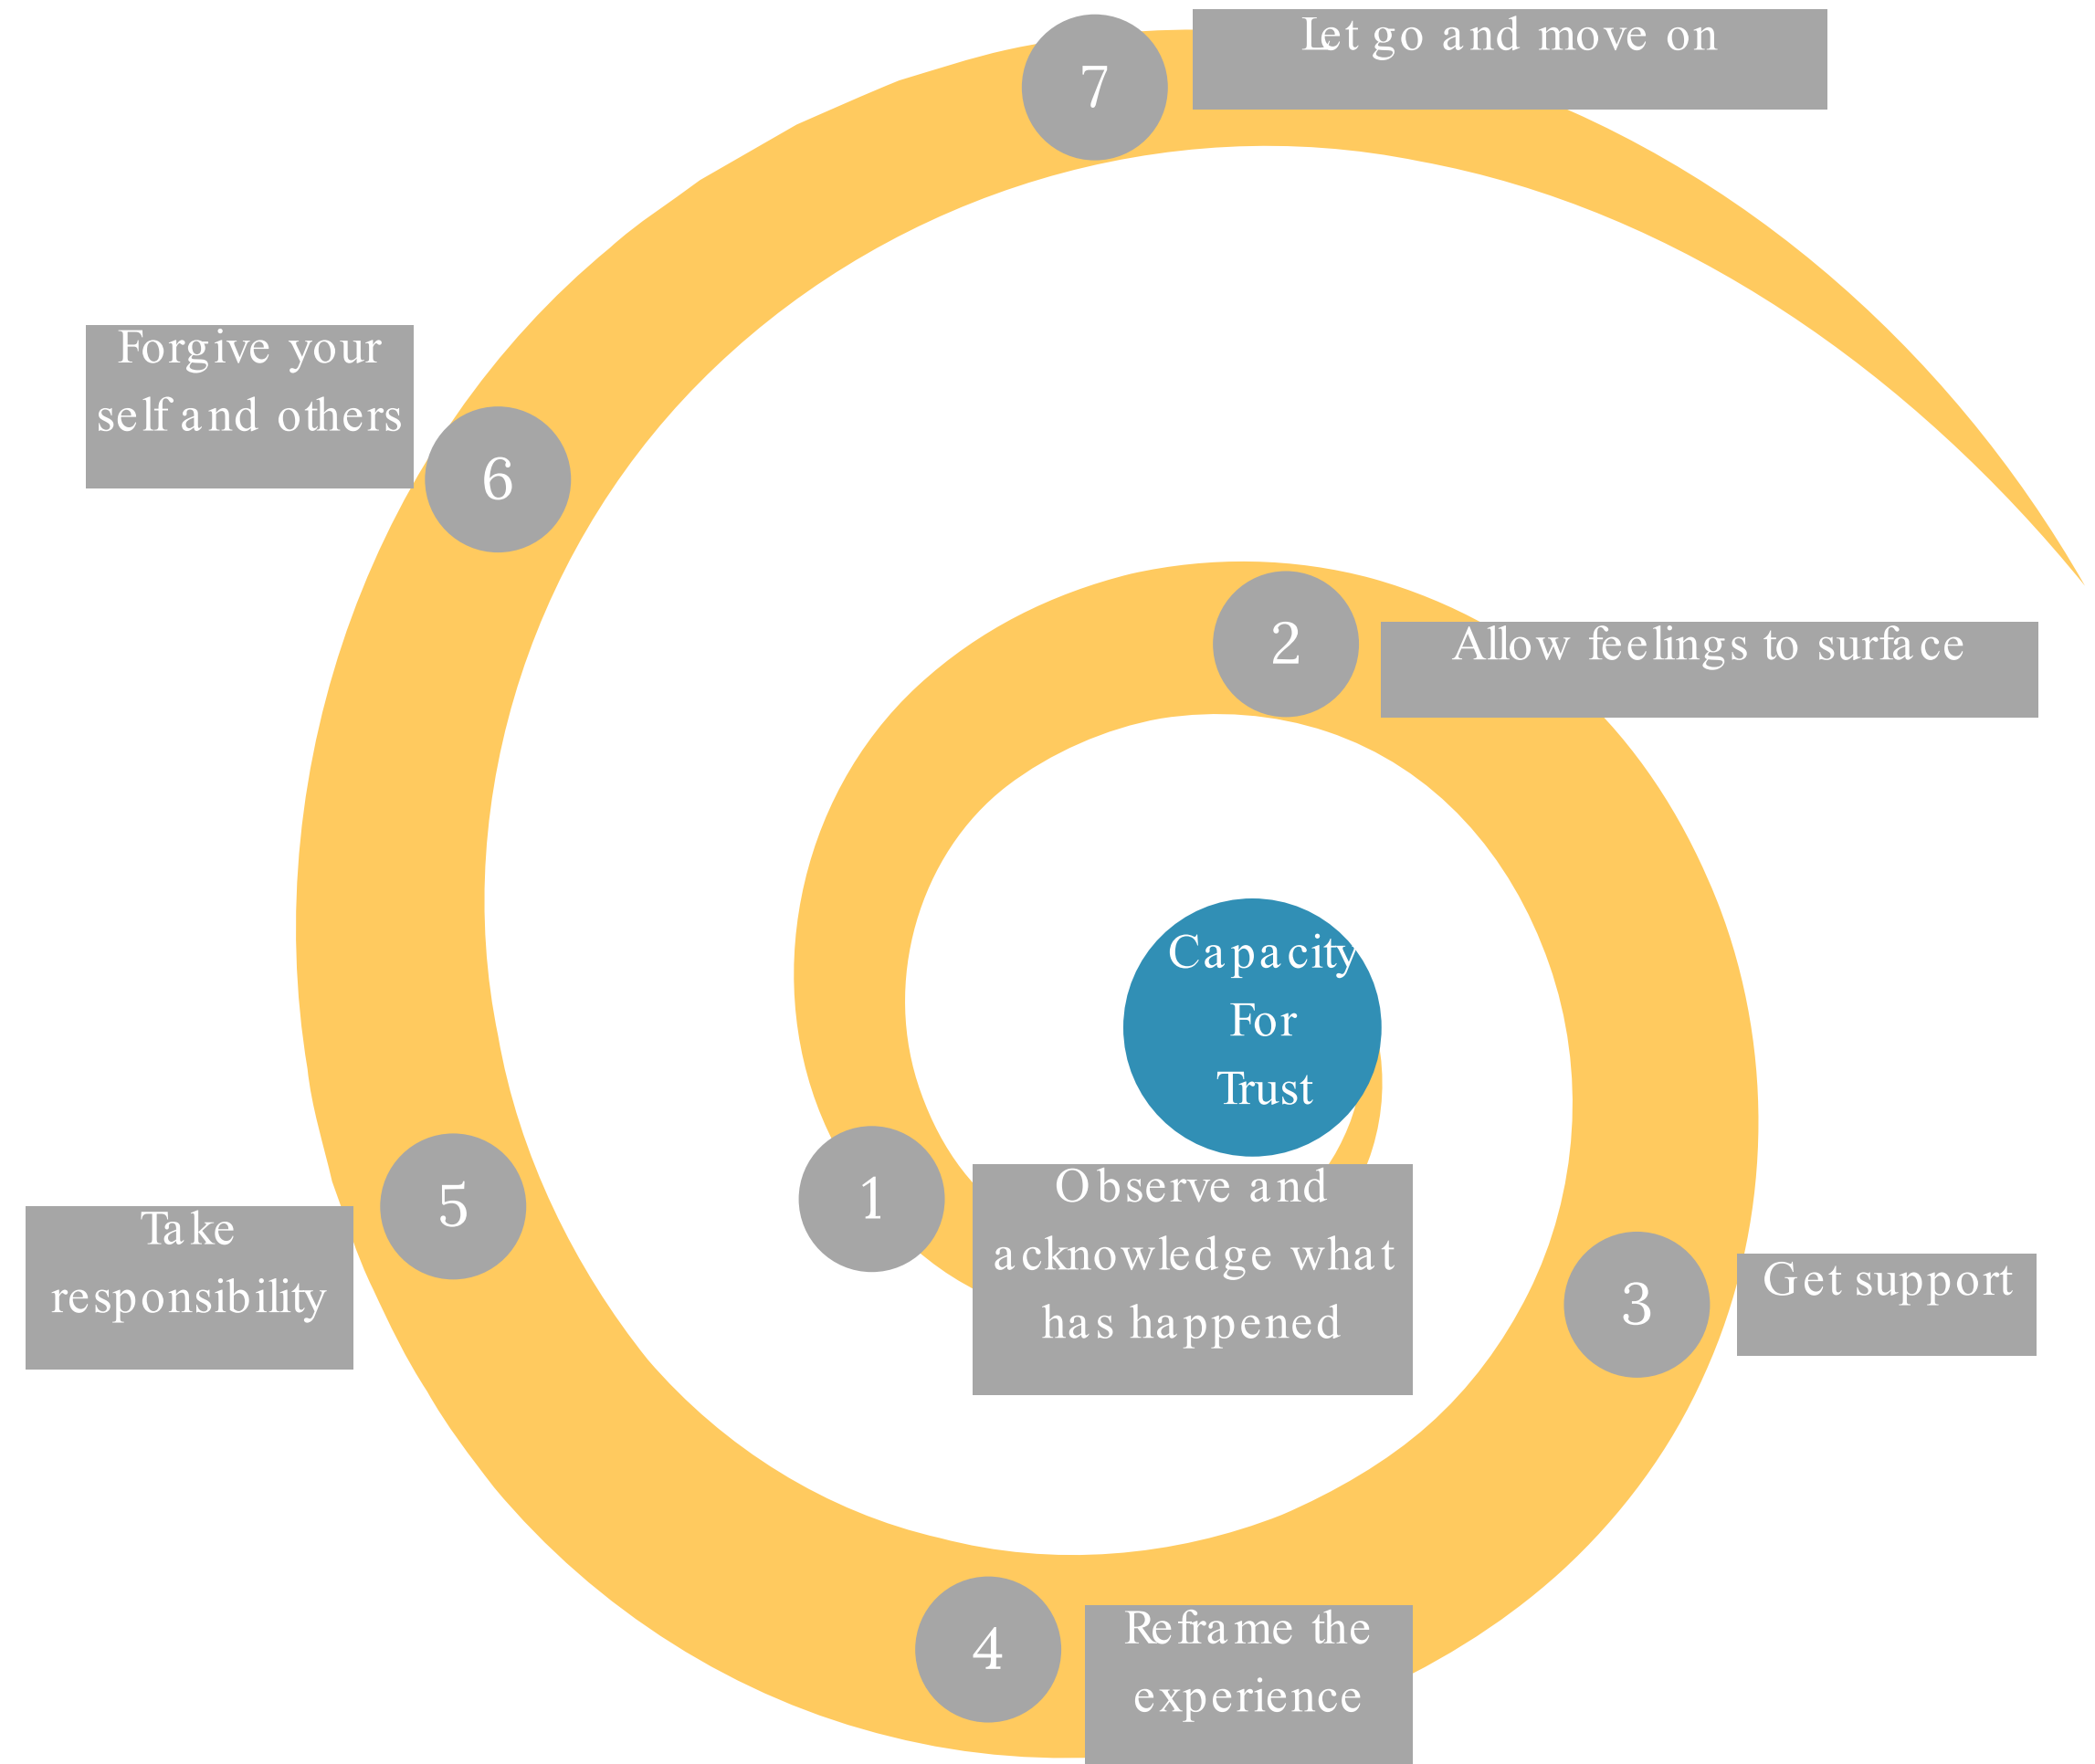 7
Let go and move on
Forgive your
self and others
6
2
Allow feelings to surface
Capacity
For
Trust
1
Observe and
acknowledge what
has happened
5
Take
responsibility
3
Get support
4
Reframe the
experience